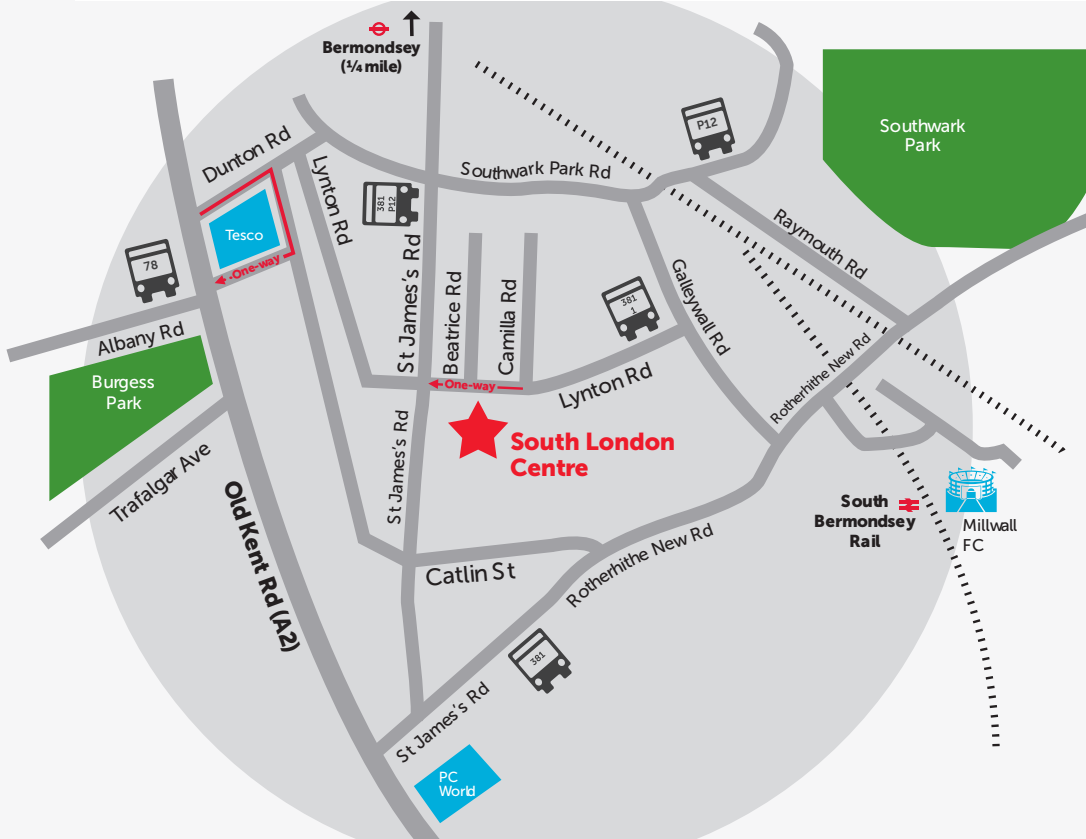 Bermondsey
(¼ mile)
Southwark
Park
P12
Dunton Rd
Lynton Rd
Southwark Park Rd
381
P12
Raymouth Rd
Tesco
-One-way
78
St James's Rd
Beatrice Rd
Camilla Rd
381
1
Galleywall Rd
Albany Rd
Burgess
Park
One-way
Lynton Rd
Rotherhithe New Rd
South London
Centre
St James's Rd
Trafalgar Ave
Old Kent Rd (A2)
South
Bermondsey
Rail
Millwall
FC
Catlin St
Rotherhithe New Rd
381
St James's Rd
PC
World